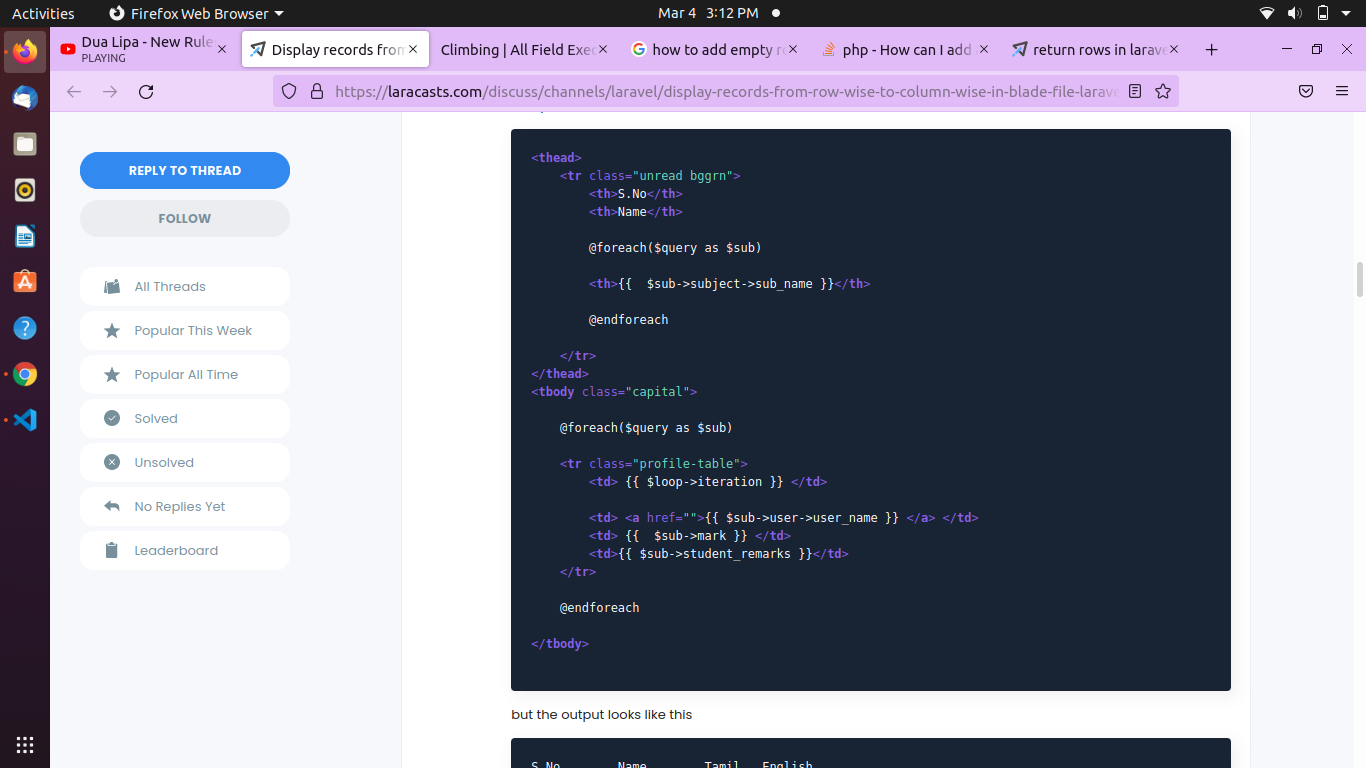 Activities
Firefox Web Browser
Mar 4 3:12 PM
Dua Lipa - New Rule
PLAYING
Display records from
Climbing | All Field Exec
how to add empty r
php - How can I add
return rows in larave
https://laracasts.com/discuss/channels/laravel/display-records-from-row-wise-to-column-wise-in-blade-file-larave
REPLY TO THREAD
FOLLOW
All Threads
Popular This Week
Popular All Time
Solved
Unsolved
No Replies Yet
Leaderboard
<thead>
    <tr class="unread bggrn">
        <th>S.No</th>
        <th>Name</th>
        @foreach($query as $sub)
        <th>{{  $sub->subject->sub_name }}</th>
        @endforeach
    </tr>
</thead>
<tbody class="capital">
    @foreach($query as $sub)
    <tr class="profile-table">
        <td> {{ $loop->iteration }} </td>
        <td> <a href="">{{ $sub->user->user_name }} </a> </td>
        <td> {{  $sub->mark }} </td>
        <td>{{ $sub->student_remarks }}</td>
    </tr>
    @endforeach
</tbody>
but the output looks like this
S.No        Name        Tamil   English